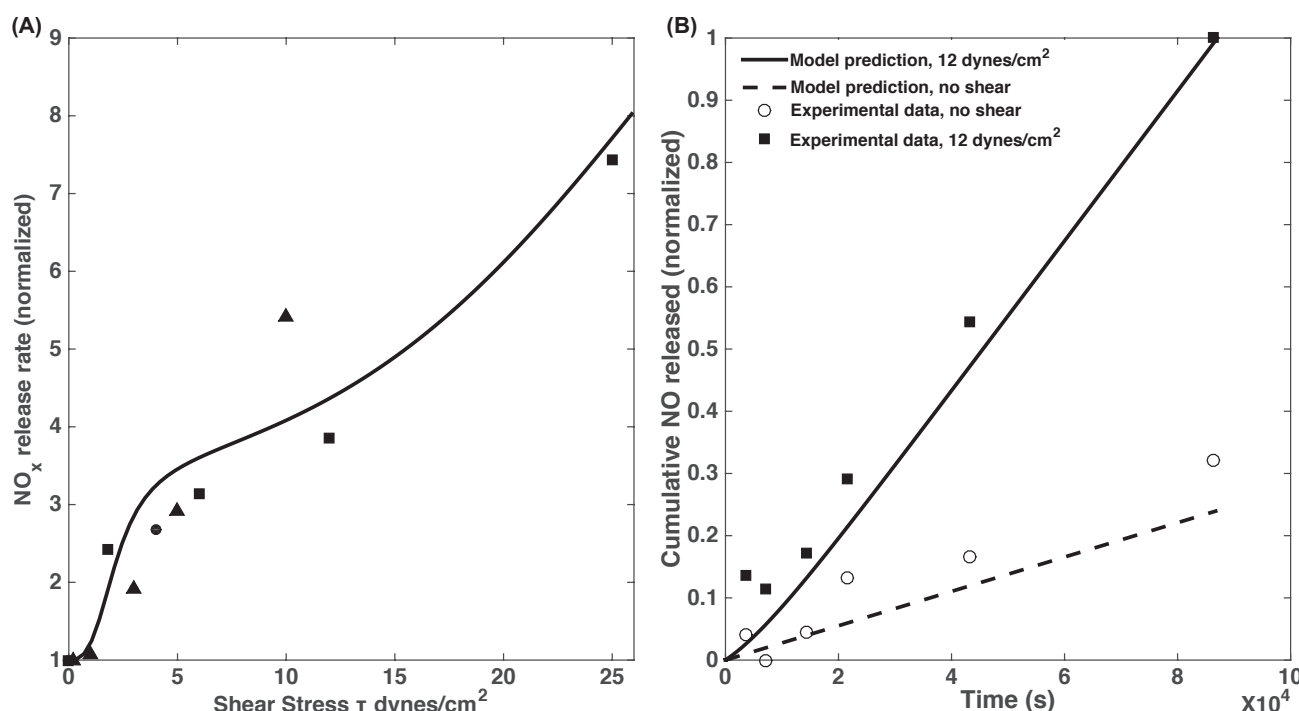 (A)
9
8
7
6
5
4
3
2
1
NOx release rate (normalized)
0
5
10
15
20
25
Shear Stress τ dynes/cm²
(B)
1
0.9
0.8
0.7
0.6
0.5
0.4
0.3
0.2
0.1
0
Cumulative NO released (normalized)
Model prediction, 12 dynes/cm²
Model prediction, no shear
Experimental data, no shear
Experimental data, 12 dynes/cm²
0
2
4
6
8
10
Time (s)
X10⁴